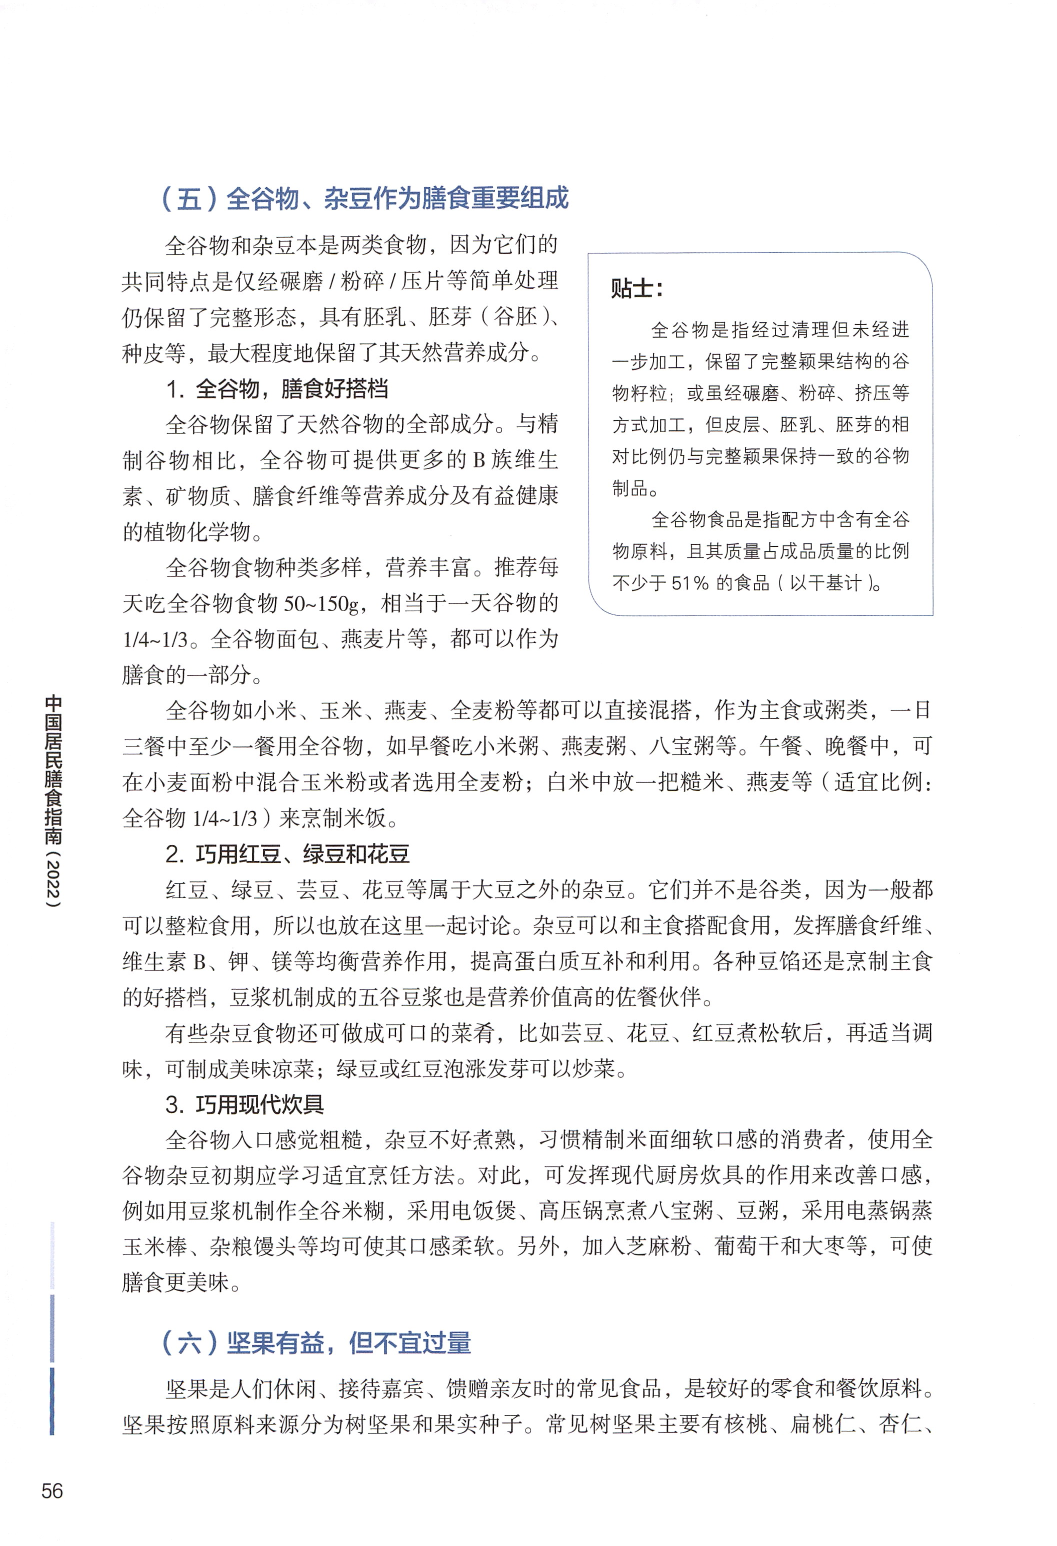 （五）全谷物、杂豆作为膳食重要组成
全谷物和杂豆本是两类食物，因为它们的
共同特点是仅经碾磨 / 粉碎 / 压片等简单处理
仍保留了完整形态，具有胚乳、胚芽（谷胚）、
种皮等，最大程度地保留了其天然营养成分。
1. 全谷物，膳食好搭档
全谷物保留了天然谷物的全部成分。与精
制谷物相比，全谷物可提供更多的 B 族维生
素、矿物质、膳食纤维等营养成分及有益健康
的植物化学物。
全谷物食物种类多样，营养丰富。推荐每
天吃全谷物食物 50~150g，相当于一天谷物的
1/4~1/3。全谷物面包、燕麦片等，都可以作为
膳食的一部分。
贴士：
全谷物是指经过清理但未经进
一步加工，保留了完整颖果结构的谷
物籽粒；或虽经碾磨、粉碎、挤压等
方式加工，但皮层、胚乳、胚芽的相
对比例仍与完整颖果保持一致的谷物
制品。
全谷物食品是指配方中含有全谷
物原料，且其质量占成品质量的比例
不少于 51% 的食品（以干基计）。
全谷物如小米、玉米、燕麦、全麦粉等都可以直接混搭，作为主食或粥类，一日
三餐中至少一餐用全谷物，如早餐吃小米粥、燕麦粥、八宝粥等。午餐、晚餐中，可
在小麦面粉中混合玉米粉或者选用全麦粉；白米中放一把糙米、燕麦等（适宜比例：
全谷物 1/4~1/3）来烹制米饭。
2. 巧用红豆、绿豆和花豆
红豆、绿豆、芸豆、花豆等属于大豆之外的杂豆。它们并不是谷类，因为一般都
可以整粒食用，所以也放在这里一起讨论。杂豆可以和主食搭配食用，发挥膳食纤维、
维生素 B、钾、镁等均衡营养作用，提高蛋白质互补和利用。各种豆馅还是烹制主食
的好搭档，豆浆机制成的五谷豆浆也是营养价值高的佐餐伙伴。
有些杂豆食物还可做成可口的菜肴，比如芸豆、花豆、红豆煮松软后，再适当调
味，可制成美味凉菜；绿豆或红豆泡涨发芽可以炒菜。
3. 巧用现代炊具
全谷物入口感觉粗糙，杂豆不好煮熟，习惯精制米面细软口感的消费者，使用全
谷物杂豆初期应学习适宜烹饪方法。对此，可发挥现代厨房炊具的作用来改善口感，
例如用豆浆机制作全谷米糊，采用电饭煲、高压锅烹煮八宝粥、豆粥，采用电蒸锅蒸
玉米棒、杂粮馒头等均可使其口感柔软。另外，加入芝麻粉、葡萄干和大枣等，可使
膳食更美味。
（六）坚果有益，但不宜过量
坚果是人们休闲、接待嘉宾、馈赠亲友时的常见食品，是较好的零食和餐饮原料。
坚果按照原料来源分为树坚果和果实种子。常见树坚果主要有核桃、扁桃仁、杏仁、
中国居民膳食指南（2022）
56